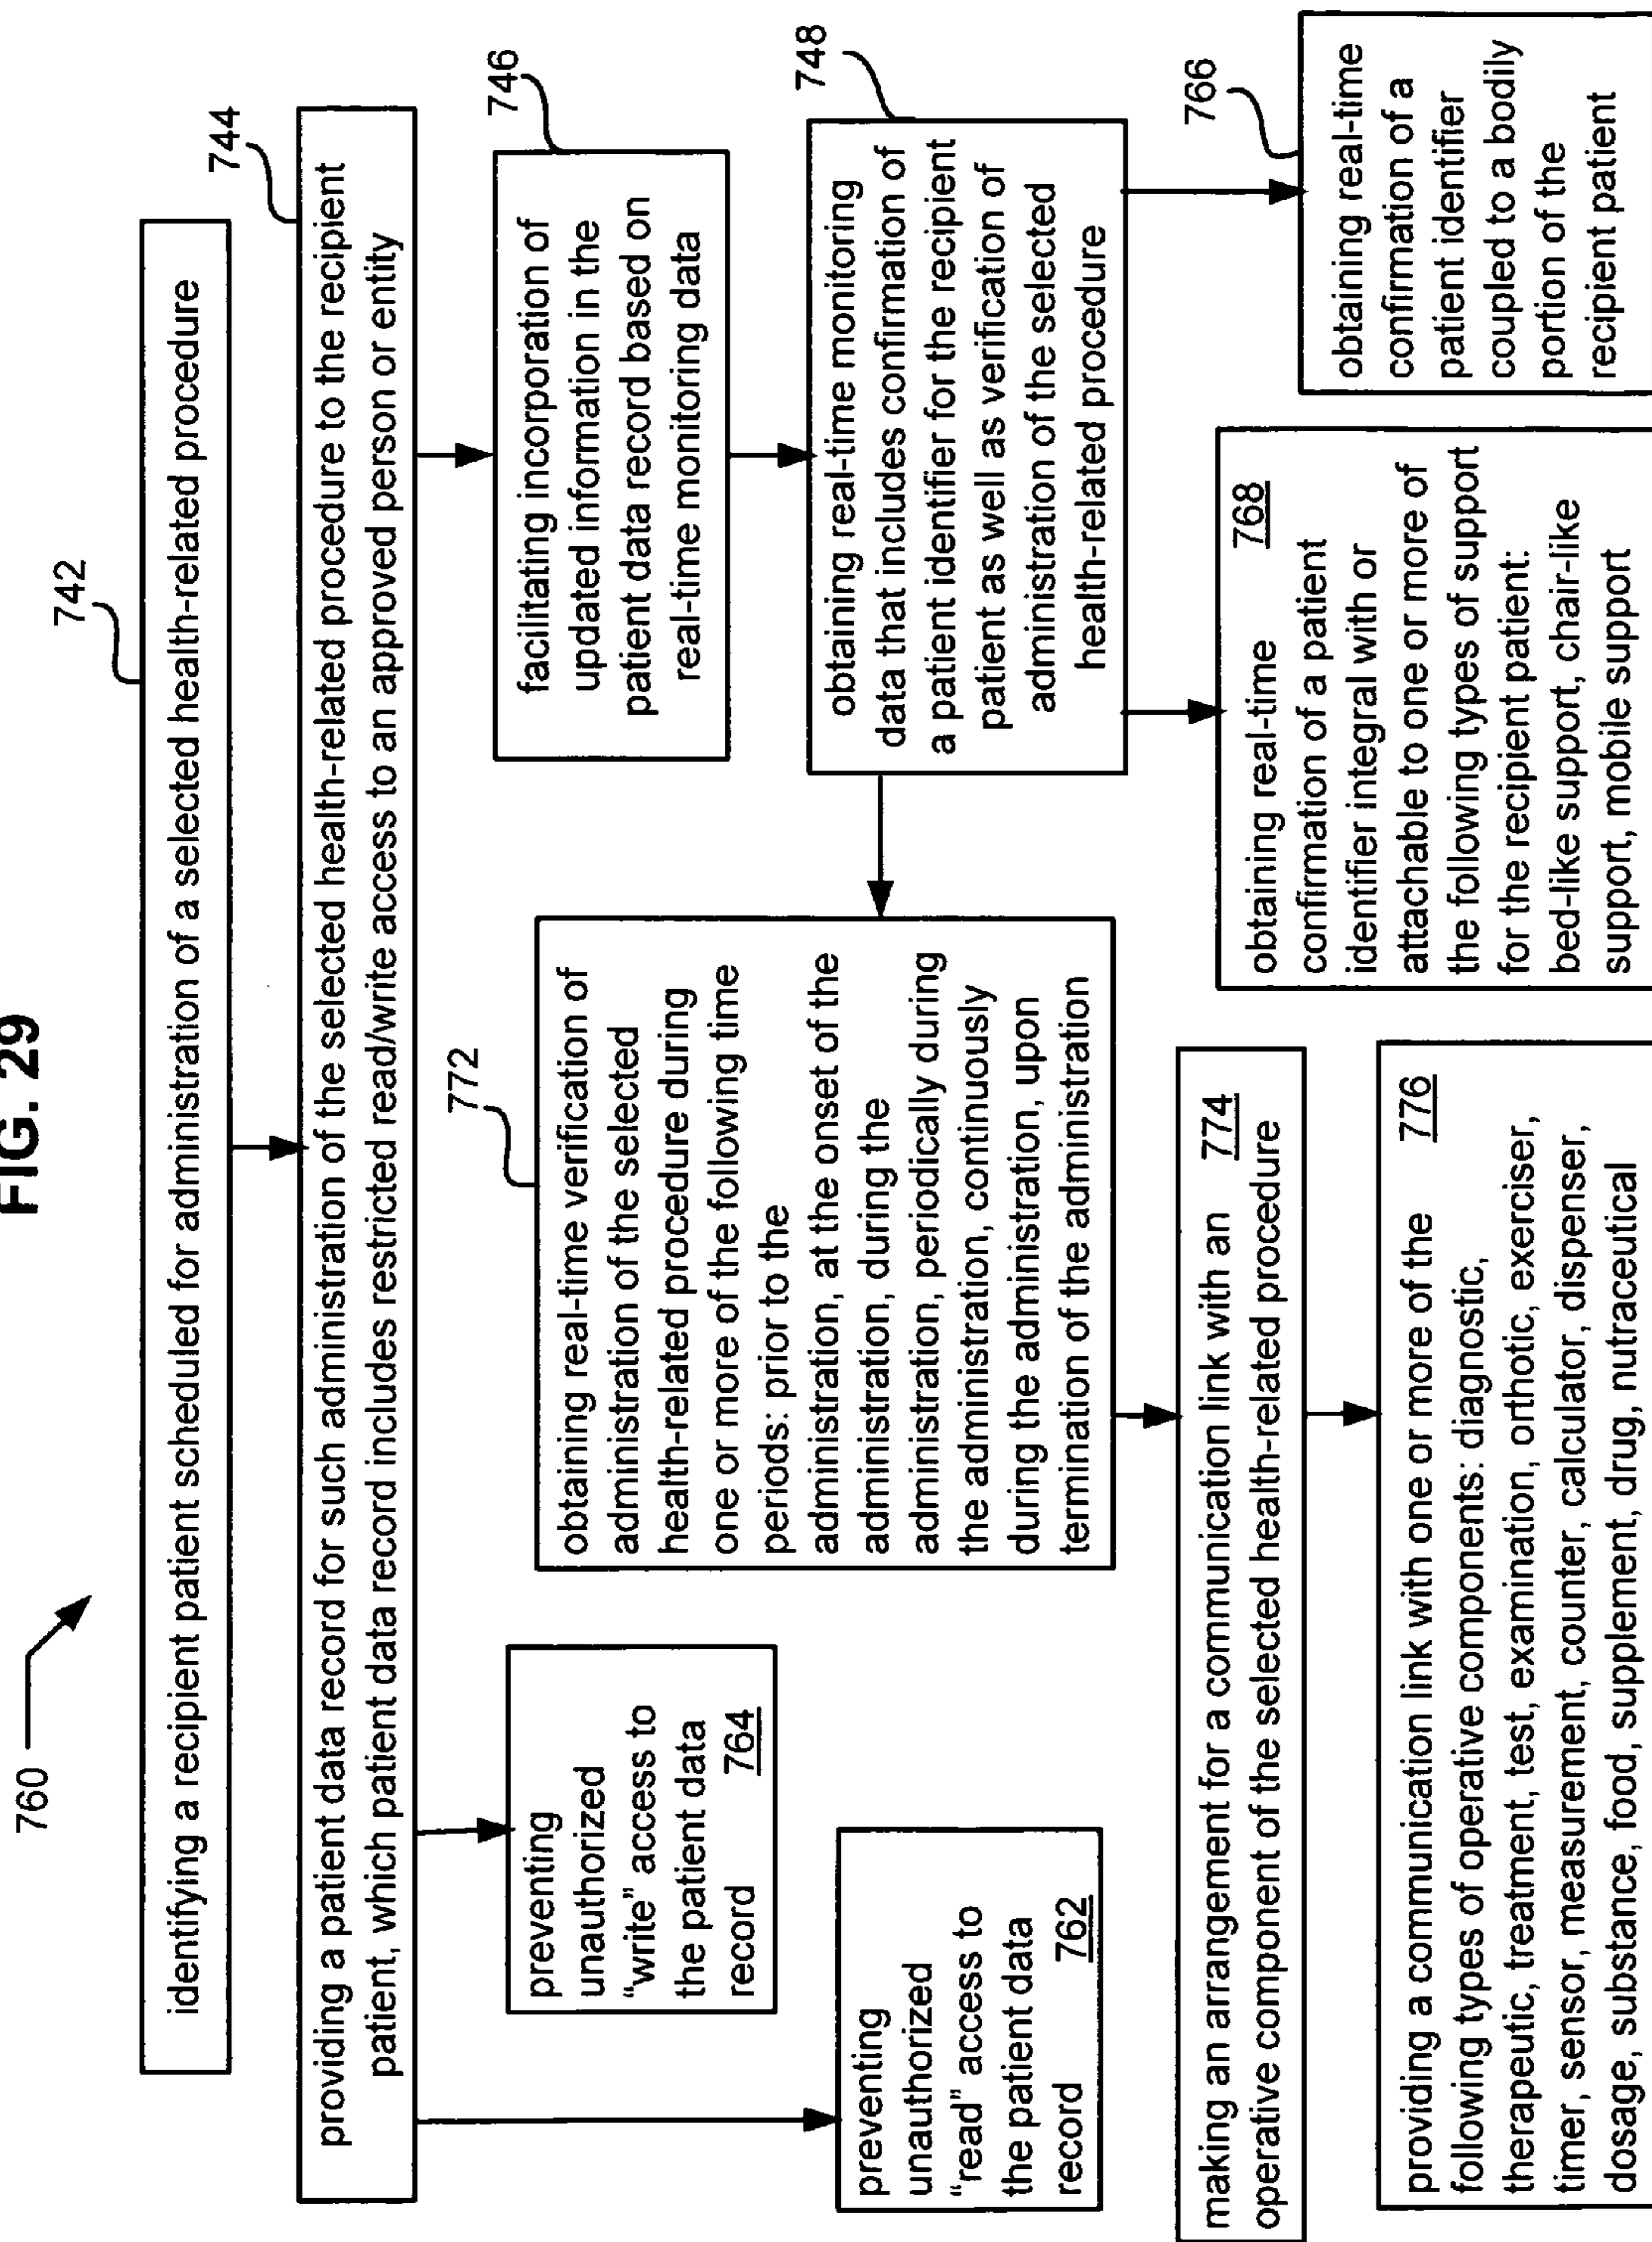 FIG. 29
760
742
identifying a recipient patient scheduled for administration of a selected health-related procedure
744
providing a patient data record for such administration of the selected health-related procedure to the recipient
patient, which patient data record includes restricted read/write access to an approved person or entity
preventing
unauthorized
“write” access to
the patient data
record 764
preventing
unauthorized
“read” access to
the patient data
record 762
746
facilitating incorporation of
updated information in the
patient data record based on
real-time monitoring data
748
obtaining real-time monitoring
data that includes confirmation of
a patient identifier for the recipient
patient as well as verification of
administration of the selected
health-related procedure
772
obtaining real-time verification of
administration of the selected
health-related procedure during
one or more of the following time
periods: prior to the
administration, at the onset of the
administration, during the
administration, periodically during
the administration, continuously
during the administration, upon
termination of the administration
making an arrangement for a communication link with an 774
operative component of the selected health-related procedure
providing a communication link with one or more of the 776
following types of operative components: diagnostic,
therapeutic, treatment, test, examination, orthotic, exerciser,
timer, sensor, measurement, counter, calculator, dispenser,
dosage, substance, food, supplement, drug, nutraceutical
obtaining real-time 768
confirmation of a patient
identifier integral with or
attachable to one or more of
the following types of support
for the recipient patient:
bed-like support, chair-like
support, mobile support
766
obtaining real-time
confirmation of a
patient identifier
coupled to a bodily
portion of the
recipient patient